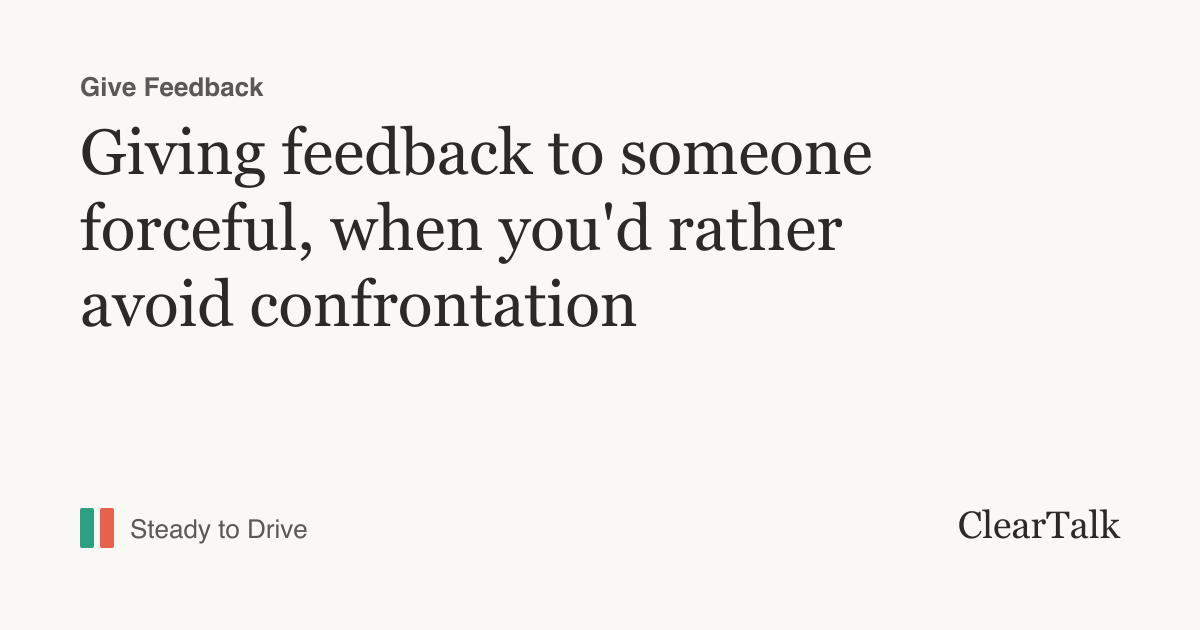 Give Feedback
Giving feedback to someone
forceful, when you'd rather
avoid confrontation
Steady to Drive
ClearTalk